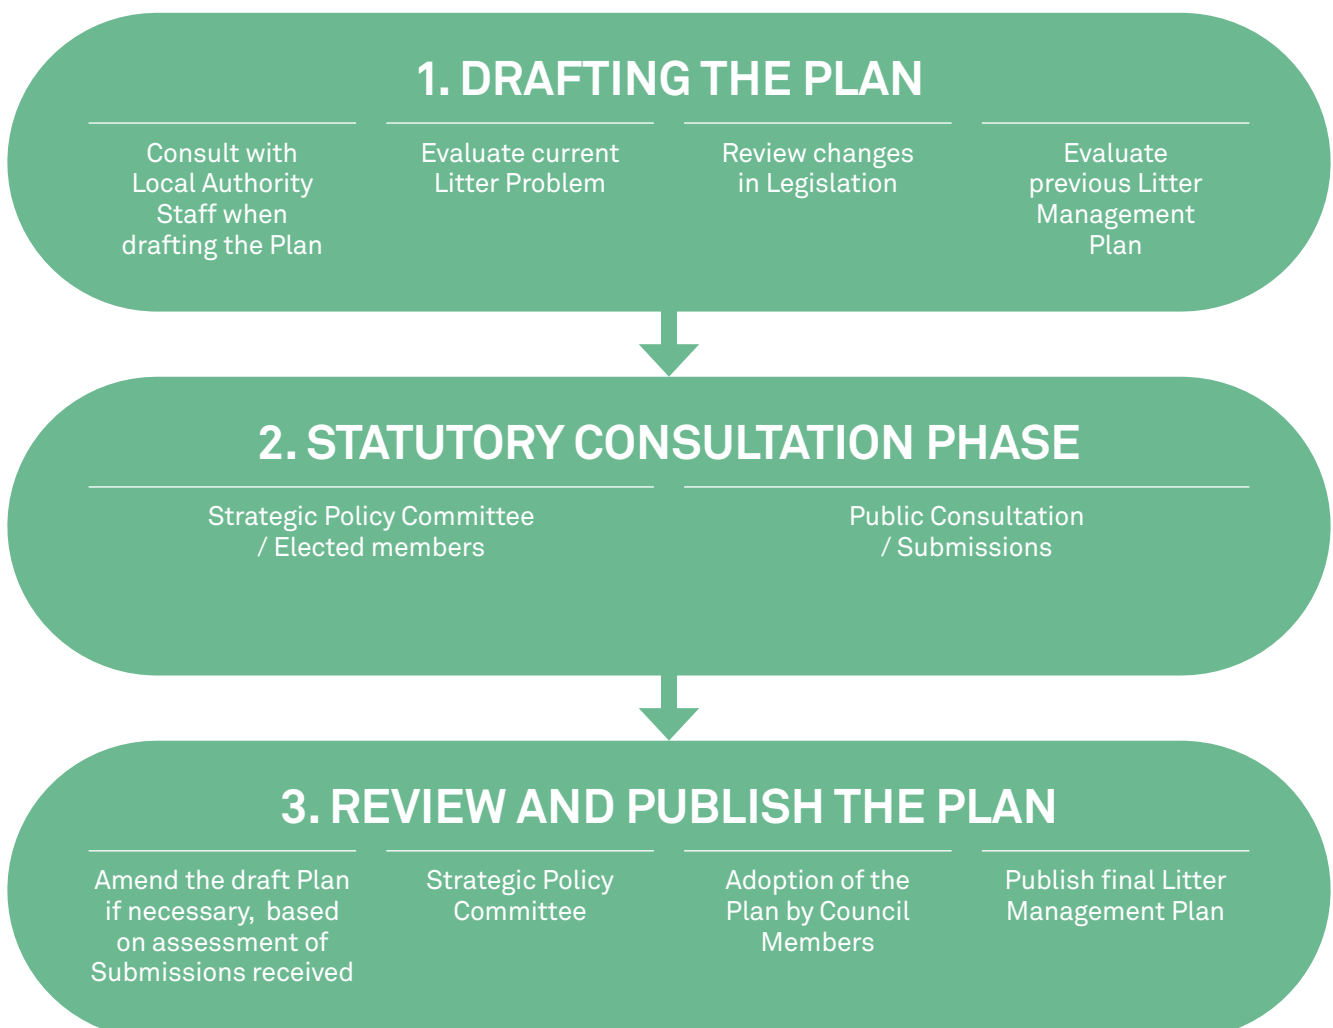 1. DRAFTING THE PLAN
Consult with
Local Authority
Staff when
drafting the Plan
Evaluate current
Litter Problem
Review changes
in Legislation
Evaluate
previous Litter
Management
Plan
2. STATUTORY CONSULTATION PHASE
Strategic Policy Committee
/ Elected members
Public Consultation
/ Submissions
3. REVIEW AND PUBLISH THE PLAN
Amend the draft Plan
if necessary, based
on assessment of
Submissions received
Strategic Policy
Committee
Adoption of the
Plan by Council
Members
Publish final Litter
Management Plan